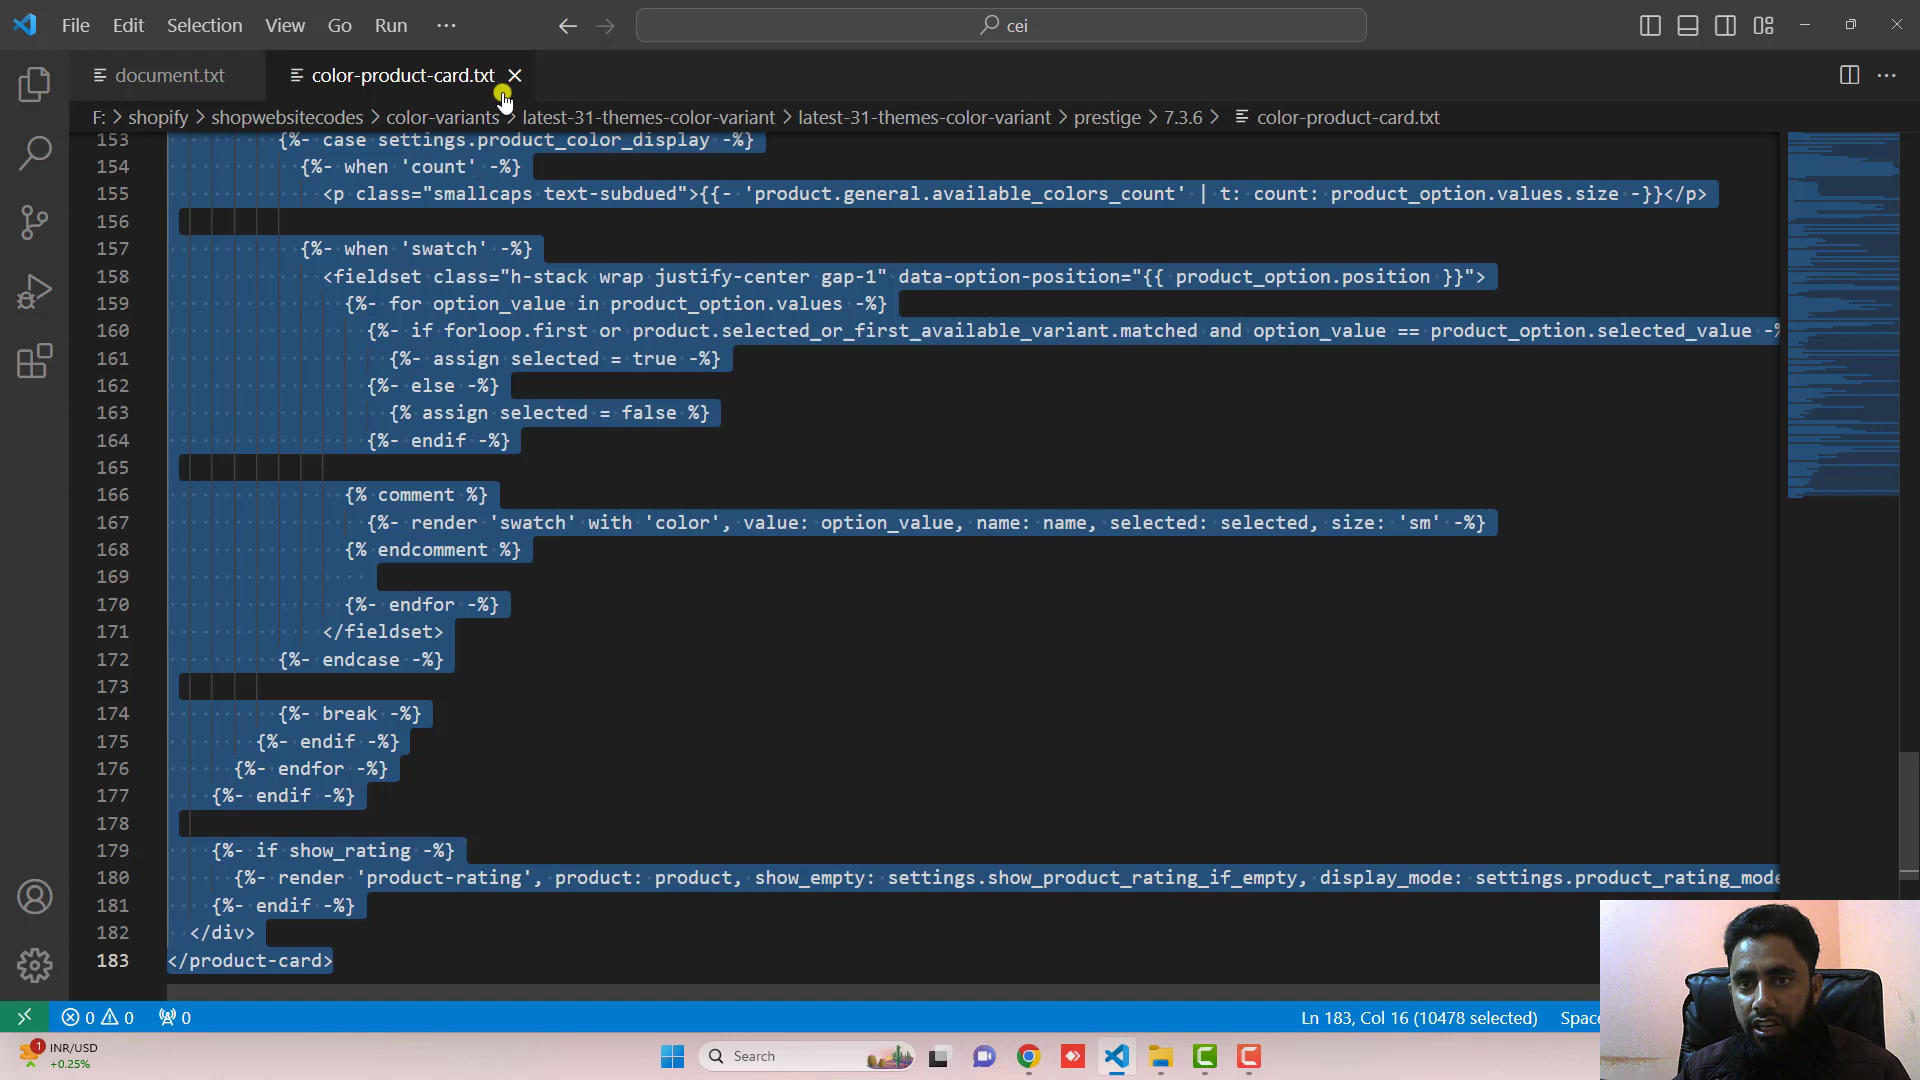 File Edit Selection View Go Run ···
cei
document.txt
color-product-card.txt
F: > shopify > shopwebsitecodes > color-variants > latest-31-themes-color-variant > latest-31-themes-color-variant > prestige > 7.3.6 > color-product-card.txt
153 {%- case settings.product_color_display -%}
154 {%- when 'count' -%}
155 <p class="smallcaps text-subdued">{{- 'product.general.available_colors_count' | t: count: product_option.values.size -}}</p>
156
157 {%- when 'swatch' -%}
158 <fieldset class="h-stack wrap justify-center gap-1" data-option-position="{{ product_option.position }}">
159 {%- for option_value in product_option.values -%}
160 {%- if forloop.first or product.selected_or_first_available_variant.matched and option_value == product_option.selected_value -%
161 {%- assign selected = true -%}
162 {%- else -%}
163 {% assign selected = false %}
164 {%- endif -%}
165
166 {% comment %}
167 {%- render 'swatch' with 'color', value: option_value, name: name, selected: selected, size: 'sm' -%}
168 {% endcomment %}
169
170 {%- endfor -%}
171 </fieldset>
172 {%- endcase -%}
173
174 {%- break -%}
175 {%- endif -%}
176 {%- endfor -%}
177 {%- endif -%}
178
179 {%- if show_rating -%}
180 {%- render 'product-rating', product: product, show_empty: settings.show_product_rating_if_empty, display_mode: settings.product_rating_mode
181 {%- endif -%}
182 </div>
183 </product-card>
0 0 0
Ln 183, Col 16 (10478 selected) Space
1
INR/USD
+0.25%
Search